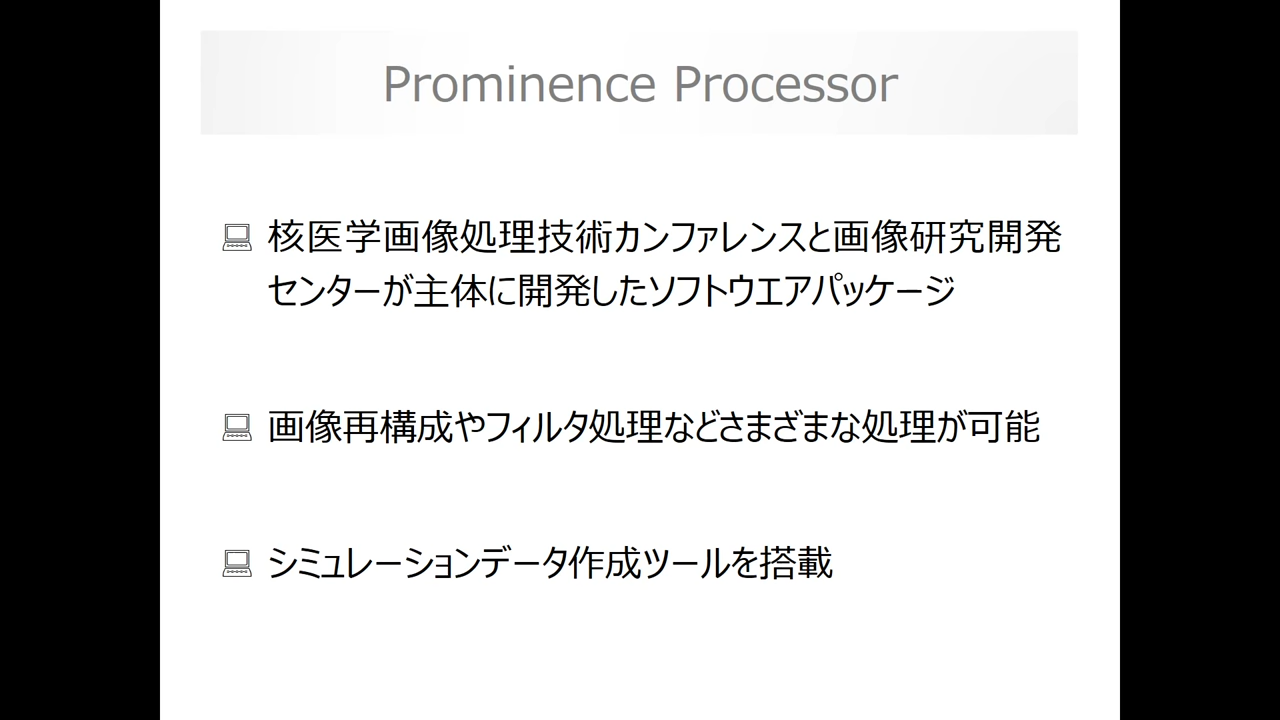 Prominence Processor
核医学画像処理技術カンファレンスと画像研究開発
センターが主体に開発したソフトウエアパッケージ
画像再構成やフィルタ処理などさまざまな処理が可能
シミュレーションデータ作成ツールを搭載